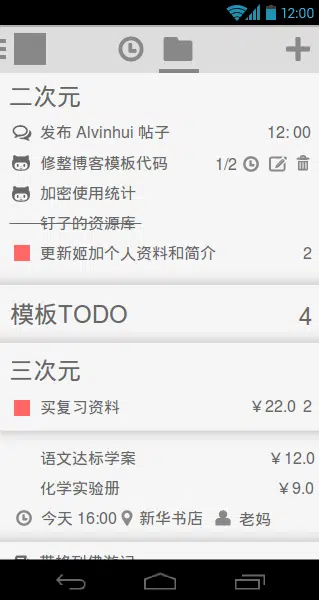 12:00
二次元
发布 Alvinhui 帖子 12:00
修整博客模板代码 1/2
加密使用统计
钉子的资源库
更新姬加个人资料和简介 2
模板TODO 4
三次元
买复习资料 ￥22.0 2
语文达标学案 ￥12.0
化学实验册 ￥9.0
今天 16:00 新华书店 老妈